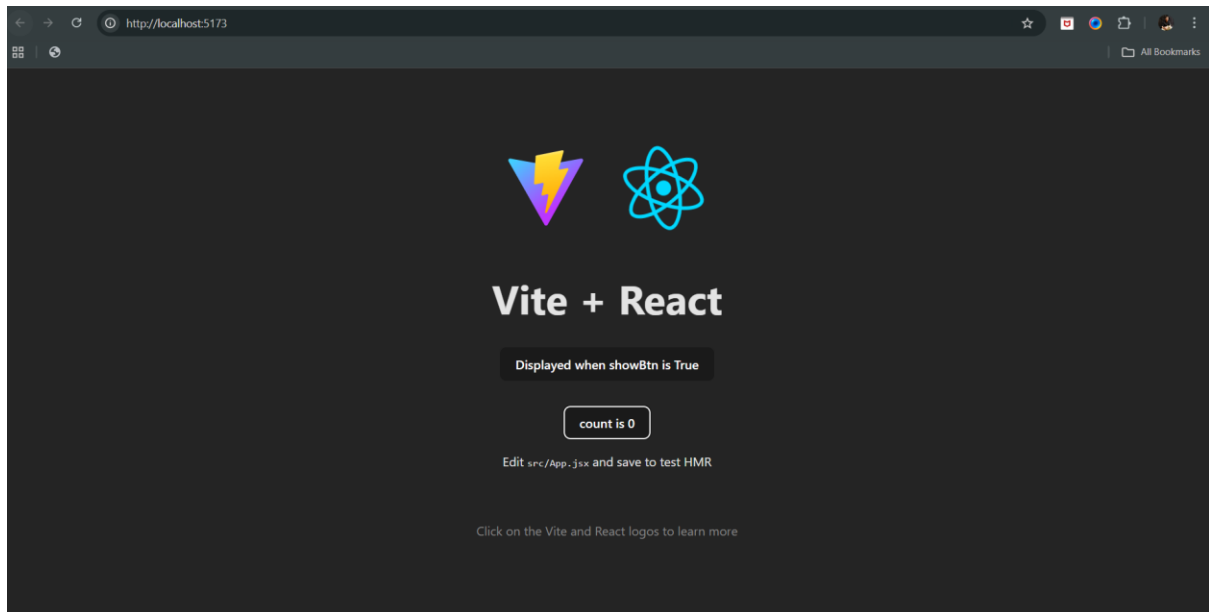 http://localhost:5173
All Bookmarks
Vite + React
Displayed when showBtn is True
count is 0
Edit src/App.jsx and save to test HMR
Click on the Vite and React logos to learn more